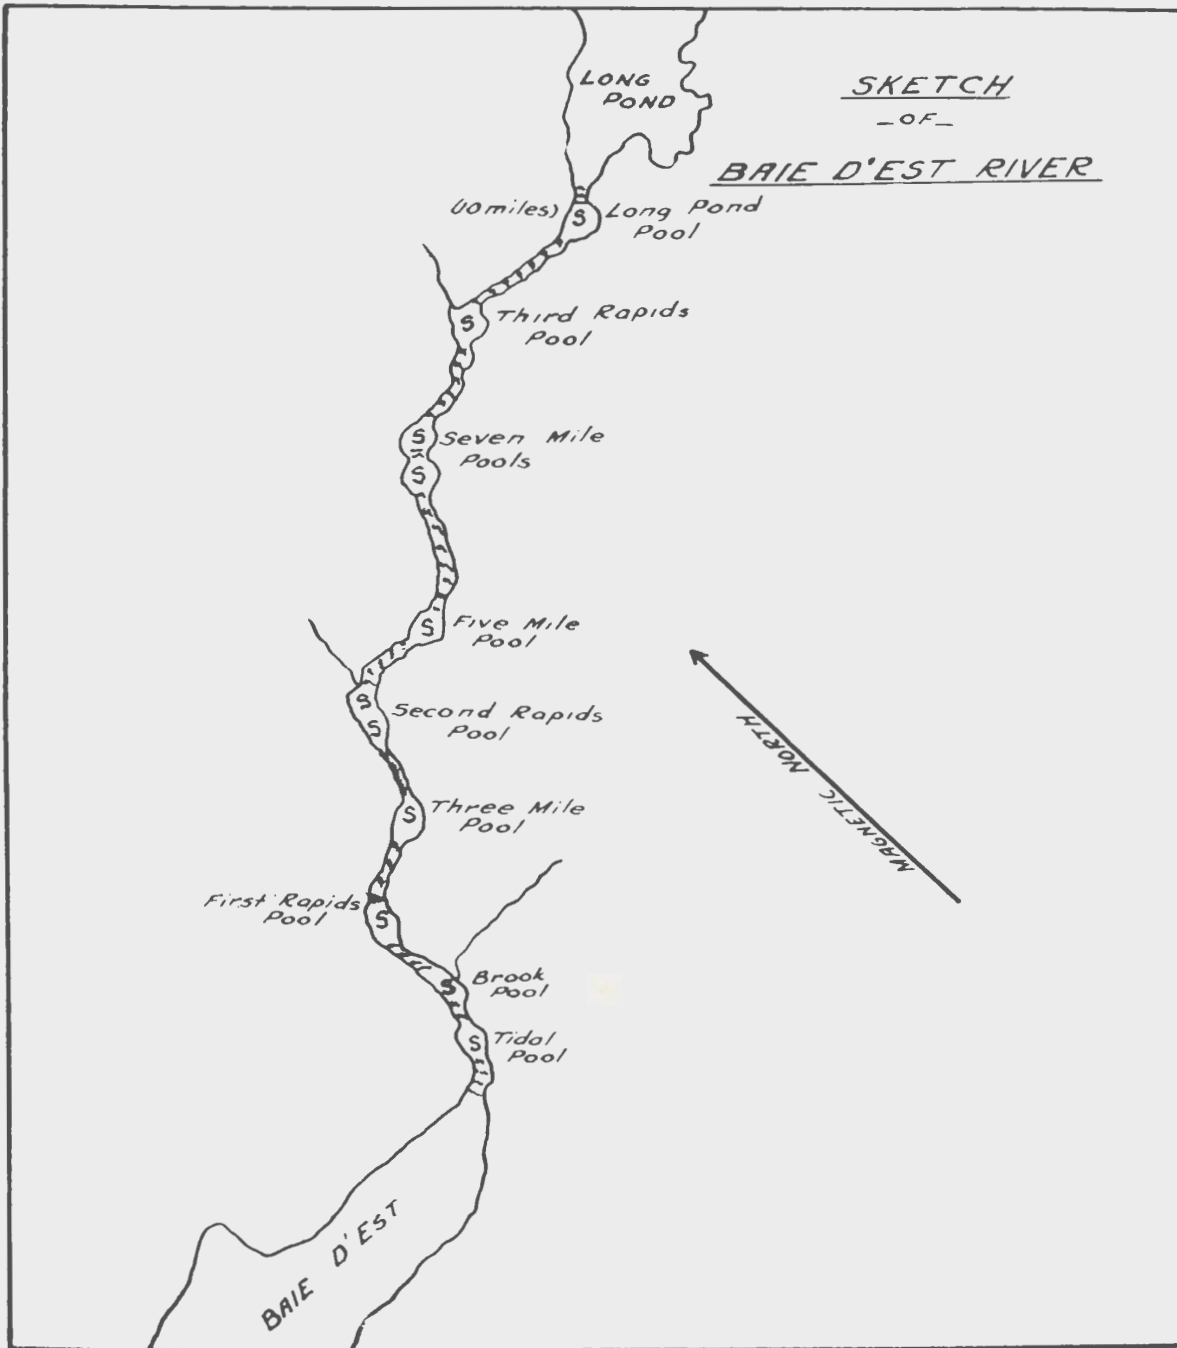 LONG
POND
SKETCH
_OF_
BAIE D'EST RIVER
(10 miles)
S
Long Pond
Pool
S
Third Rapids
Pool
S
Seven Mile
Pools
S
S
Five Mile
Pool
S
S
Second Rapids
Pool
MAGNETIC NORTH
S
Three Mile
Pool
First Rapids
Pool
S
S
Brook
Pool
S
Tidal
Pool
BAIE D'EST